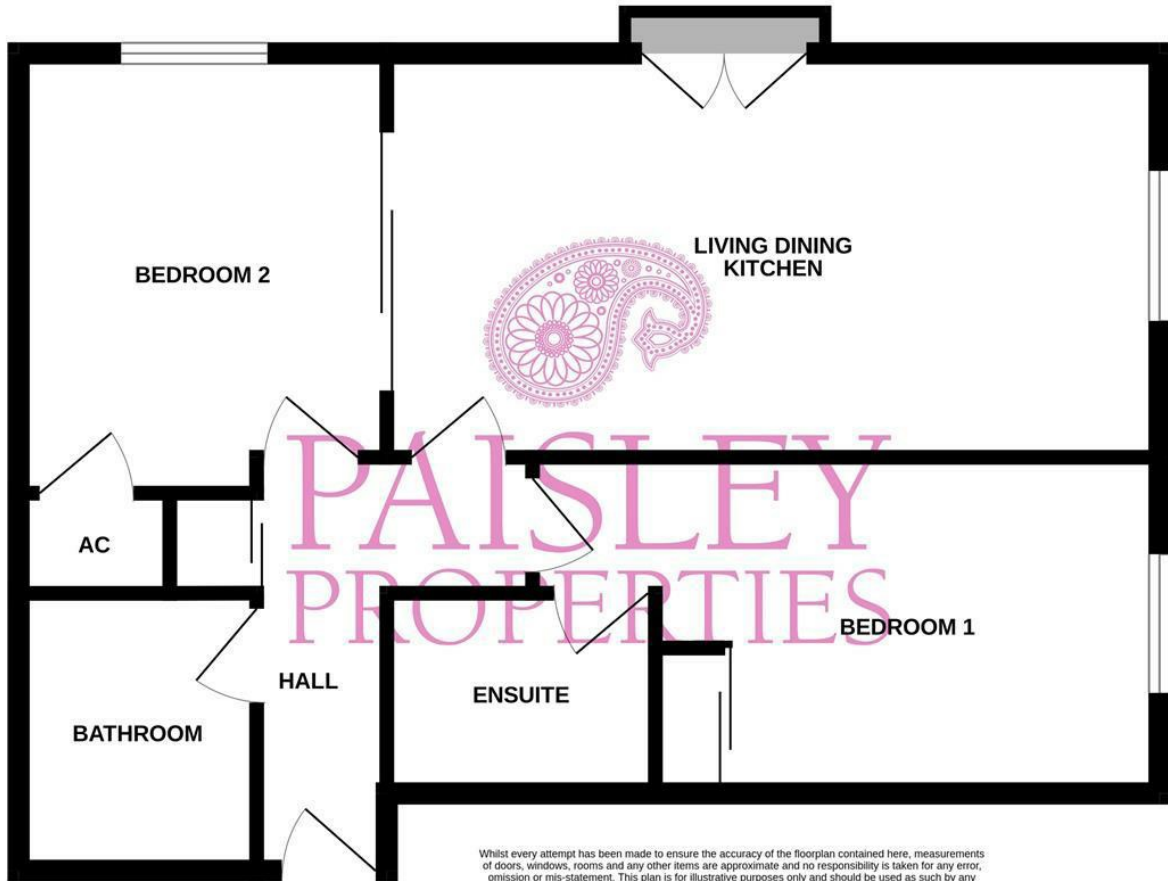 LIVING DINING
KITCHEN
BEDROOM 2
PAISLEY
PROPERTIES
AC
BEDROOM 1
HALL
ENSUITE
BATHROOM
Whilst every attempt has been made to ensure the accuracy of the floorplan contained here, measurements
of doors, windows, rooms and any other items are approximate and no responsibility is taken for any error,
omission or mis-statement. This plan is for illustrative purposes only and should be used as such by any